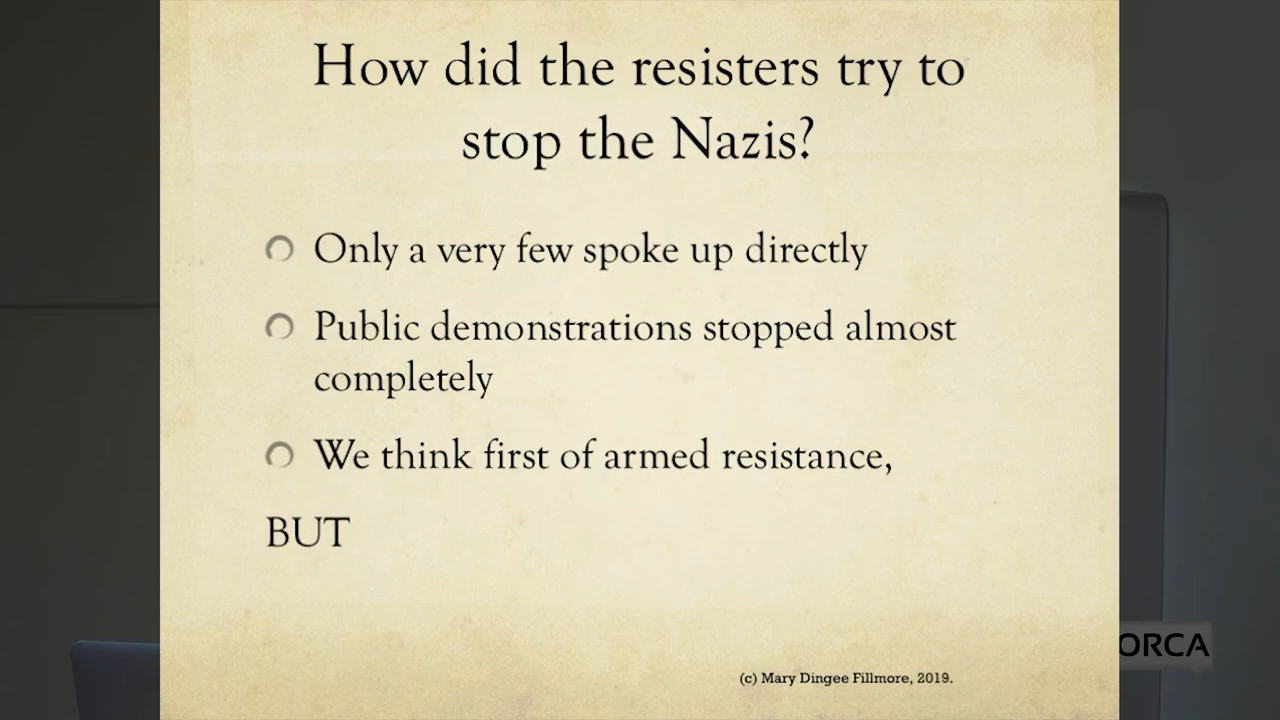 How did the resisters try to
stop the Nazis?
Only a very few spoke up directly
Public demonstrations stopped almost
completely
We think first of armed resistance,
BUT
(c) Mary Dingee Fillmore, 2019.
ORCA